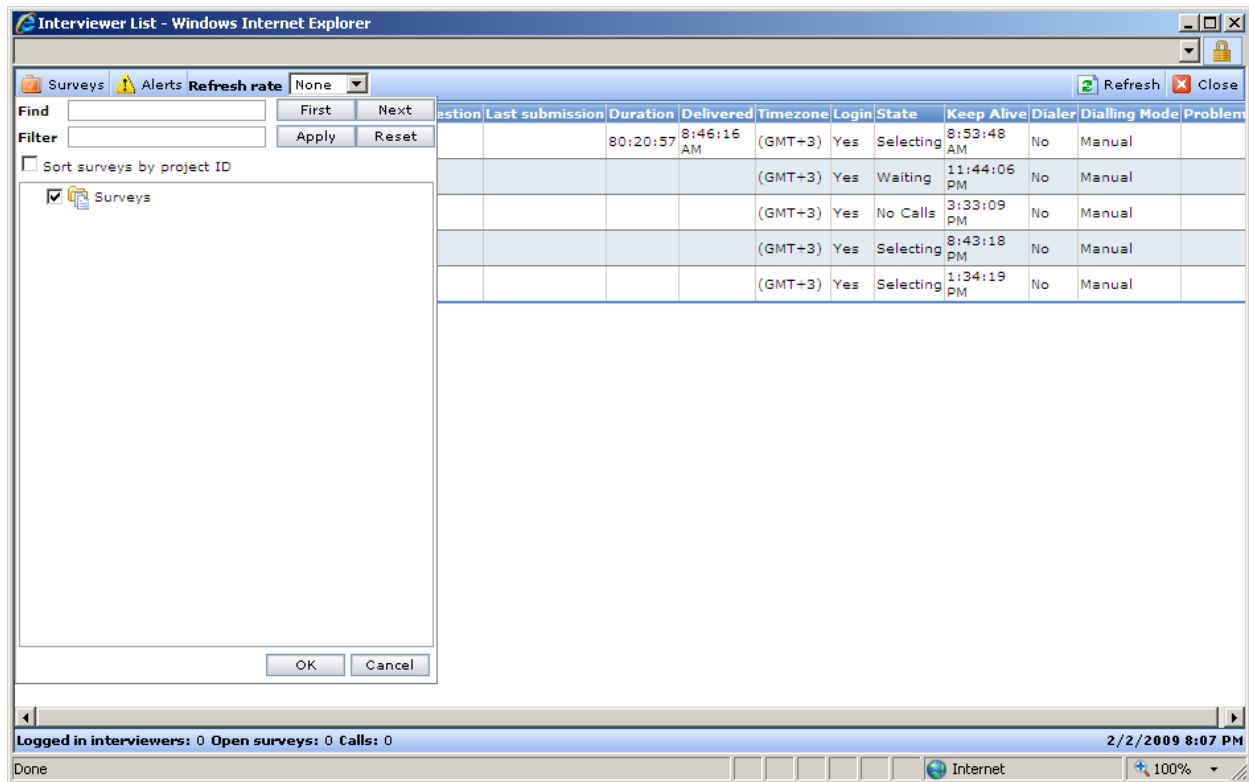 Interviewer List - Windows Internet Explorer
Surveys Alerts Refresh rate None Refresh Close
Find First Next
Filter Apply Reset
Sort surveys by project ID
Surveys
OK Cancel
estion Last submission Duration Delivered Timezone Login State Keep Alive Dialer Dialling Mode Problem
80:20:57 8:46:16 AM (GMT+3) Yes Selecting 8:53:48 AM No Manual
(GMT+3) Yes Waiting 11:44:06 PM No Manual
(GMT+3) Yes No Calls 3:33:09 PM No Manual
(GMT+3) Yes Selecting 8:43:18 PM No Manual
(GMT+3) Yes Selecting 1:34:19 PM No Manual
Logged in interviewers: 0 Open surveys: 0 Calls: 0 2/2/2009 8:07 PM
Done Internet 100%